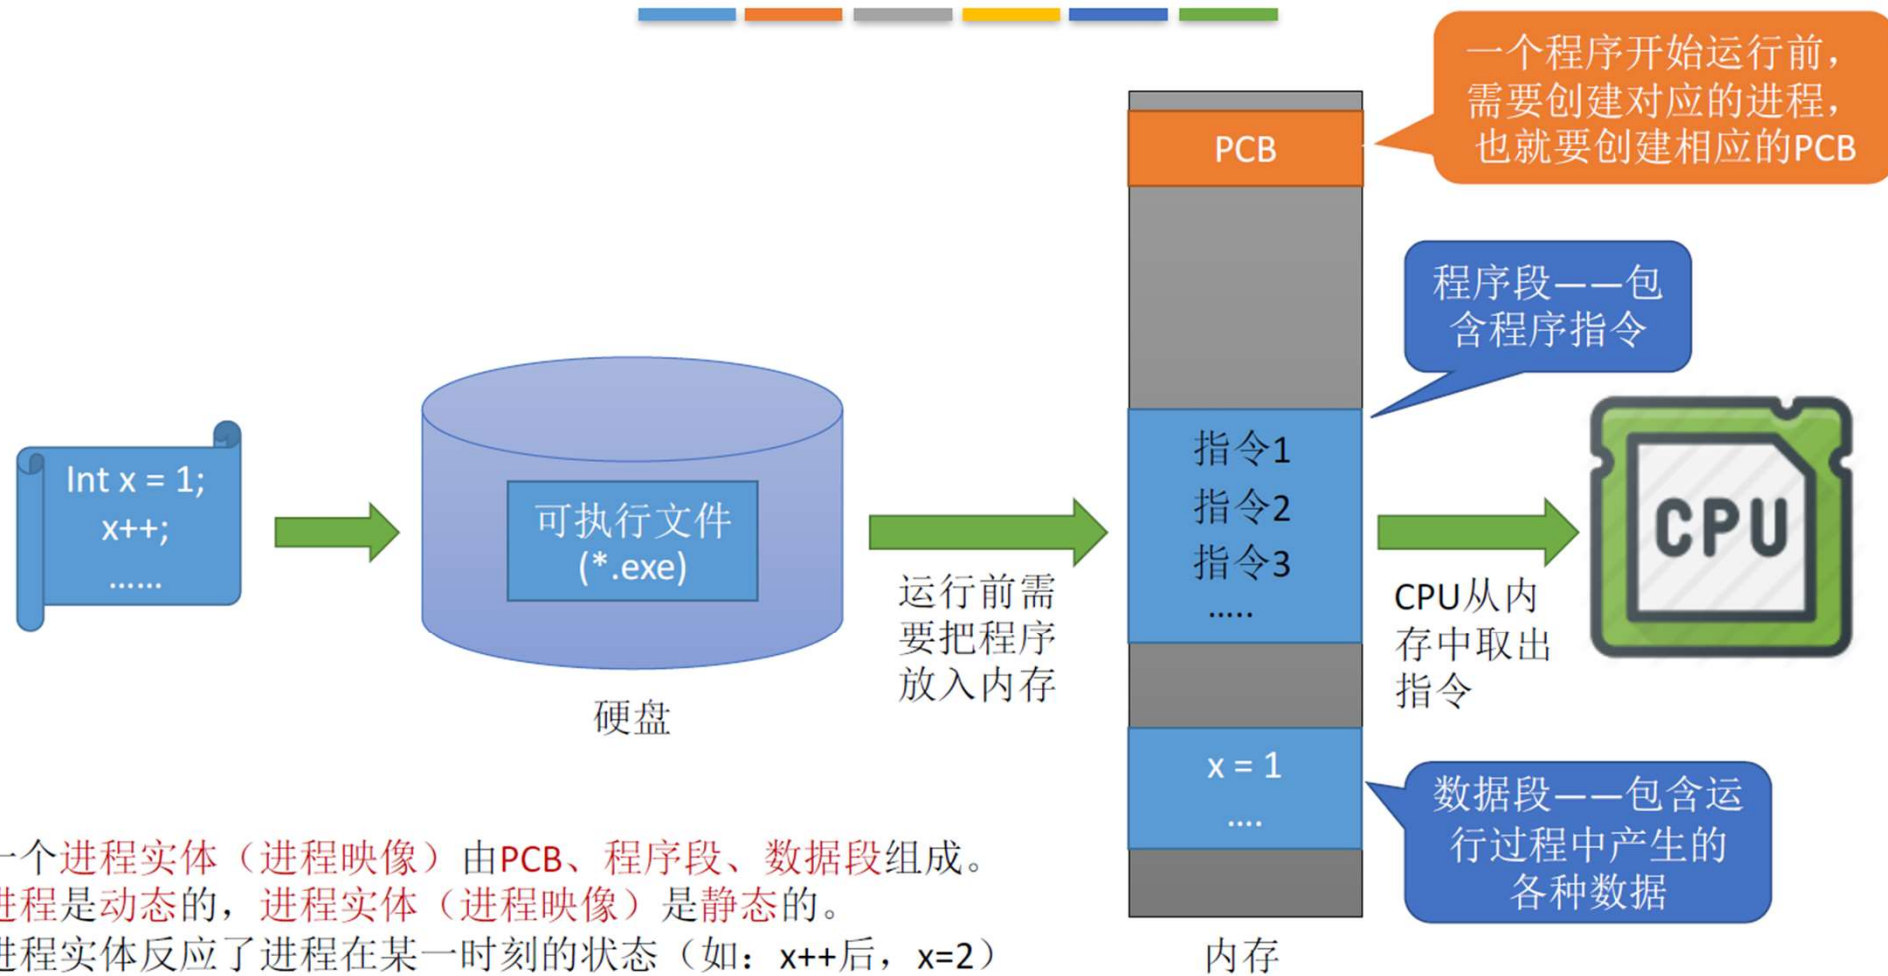 一个程序开始运行前，
需要创建对应的进程，
也就要创建相应的PCB
PCB
程序段——包
含程序指令
Int x = 1;
x++;
......
可执行文件
(*.exe)
硬盘
运行前需
要把程序
放入内存
指令1
指令2
指令3
.....
CPU从内
存中取出
指令
CPU
x = 1
....
数据段——包含运
行过程中产生的
各种数据
内存
一个进程实体（进程映像）由PCB、程序段、数据段组成。
进程是动态的，进程实体（进程映像）是静态的。
进程实体反应了进程在某一时刻的状态（如：x++后，x=2）